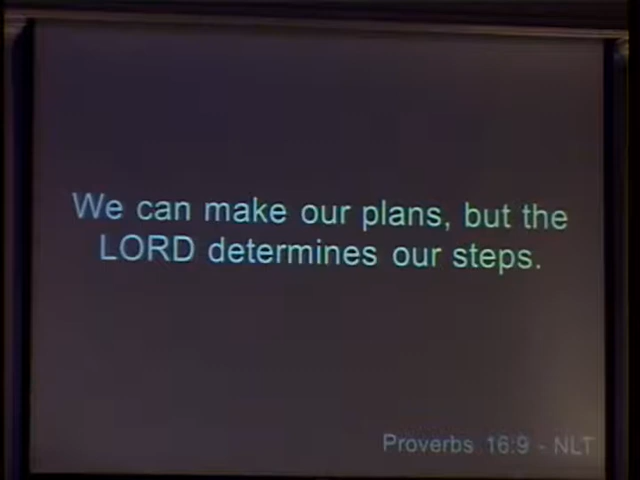 We can make our plans, but the
LORD determines our steps.
Proverbs 16:9 - NLT